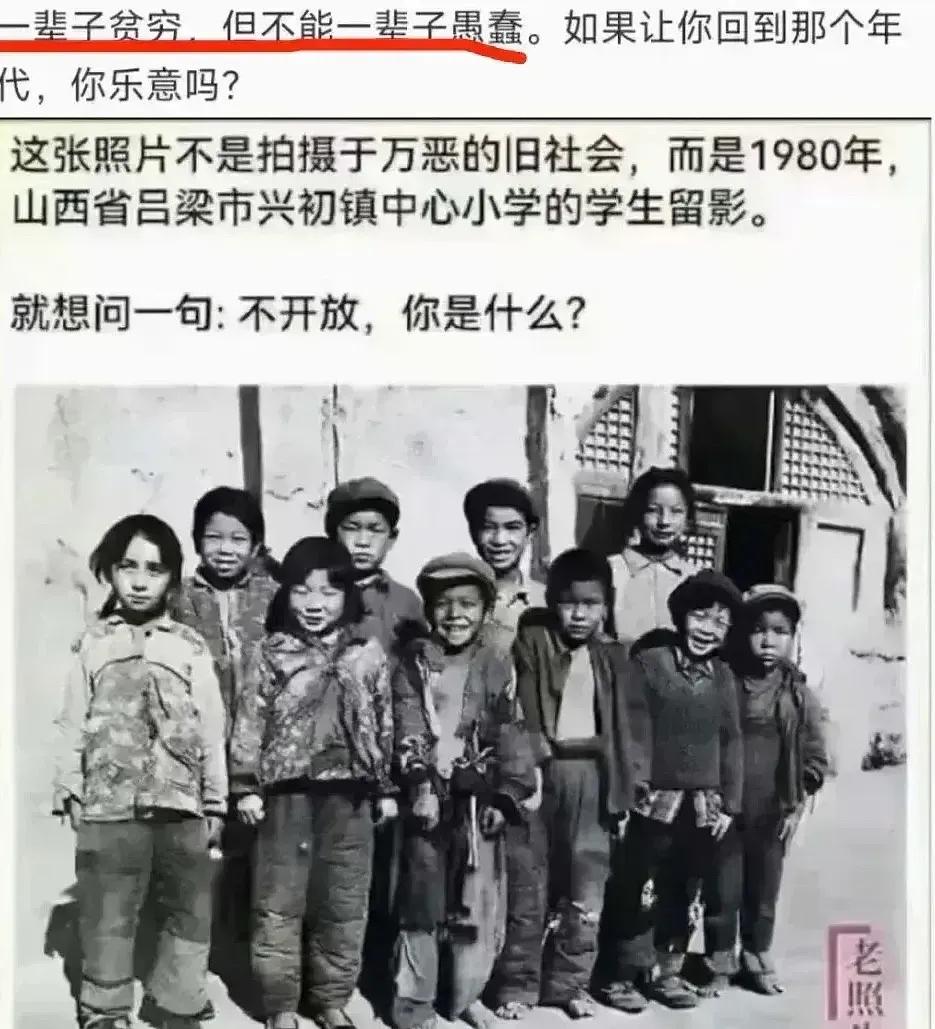 一辈子贫穷，但不能一辈子愚蠢。如果让你回到那个年
代，你乐意吗？
这张照片不是拍摄于万恶的旧社会，而是1980年，
山西省吕梁市兴初镇中心小学的学生留影。
就想问一句: 不开放，你是什么？
老照